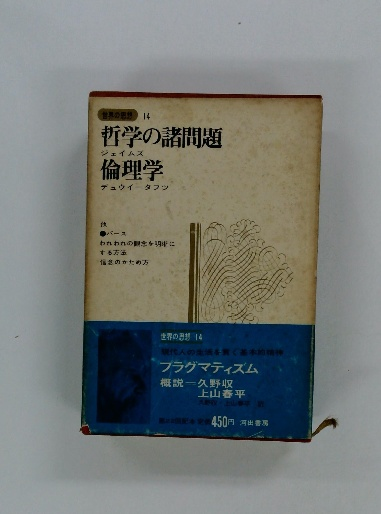 世界の思想 14
哲学の諸問題
ジェイムズ
倫理学
デュウイータフツ
他
●パース
われわれの観念を明晰に
する方法
信念のかため方
世界の思想 14
プラグマティズム
概説—久野収
上山春平
450円 河出書房